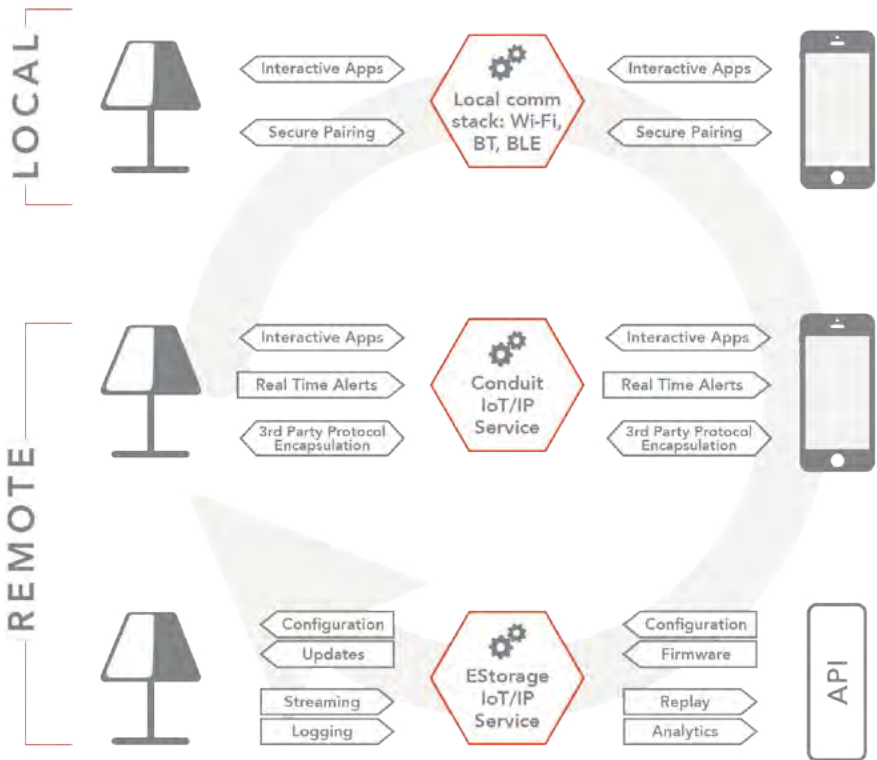 LOCAL
Interactive Apps
Secure Pairing
Local comm
stack: Wi-Fi,
BT, BLE
Interactive Apps
Secure Pairing
REMOTE
Interactive Apps
Real Time Alerts
3rd Party Protocol
Encapsulation
Conduit
IoT/IP
Service
Interactive Apps
Real Time Alerts
3rd Party Protocol
Encapsulation
Configuration
Updates
Streaming
Logging
EStorage
IoT/IP
Service
Configuration
Firmware
Replay
Analytics
API